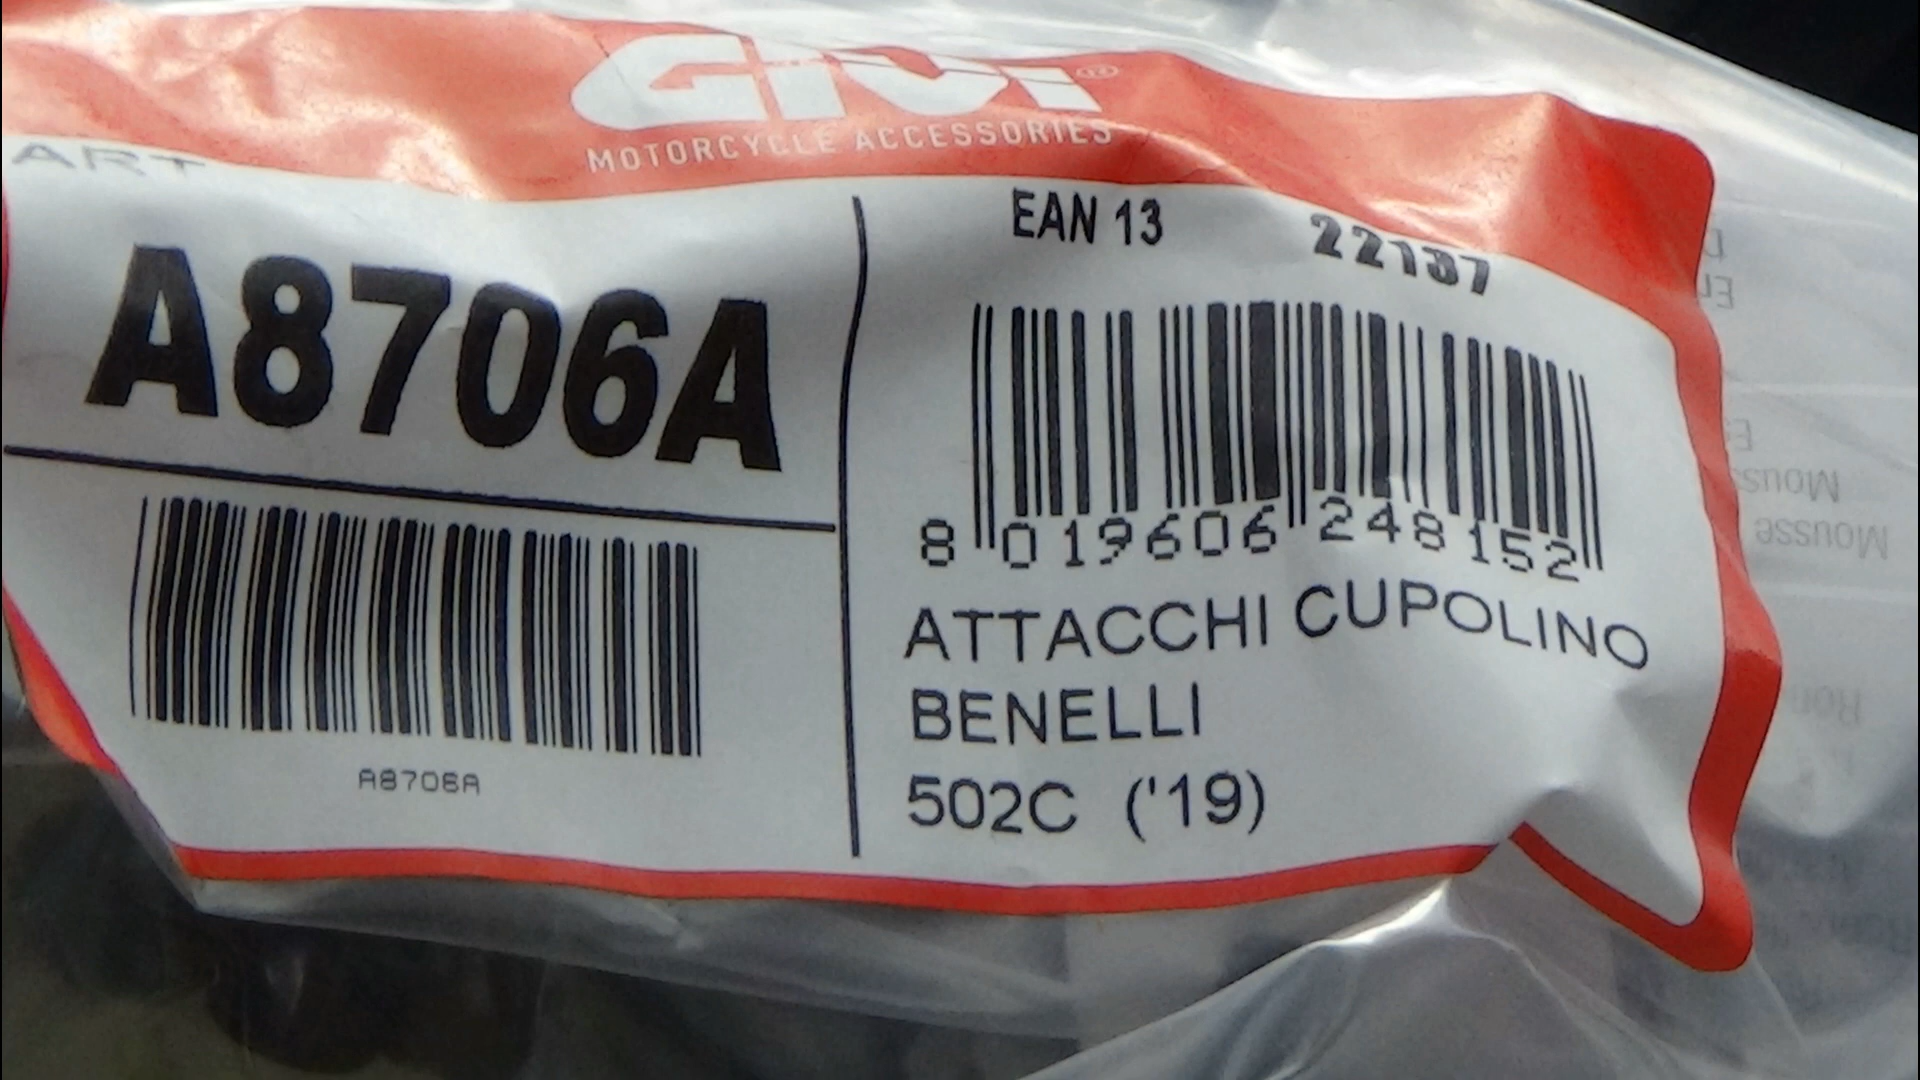 GIVI®
MOTORCYCLE ACCESSORIES
ART
A8706A
A8706A
EAN 13 22137
8 019606 248152
ATTACCHI CUPOLINO
BENELLI
502C ('19)
Mousse
Mousse